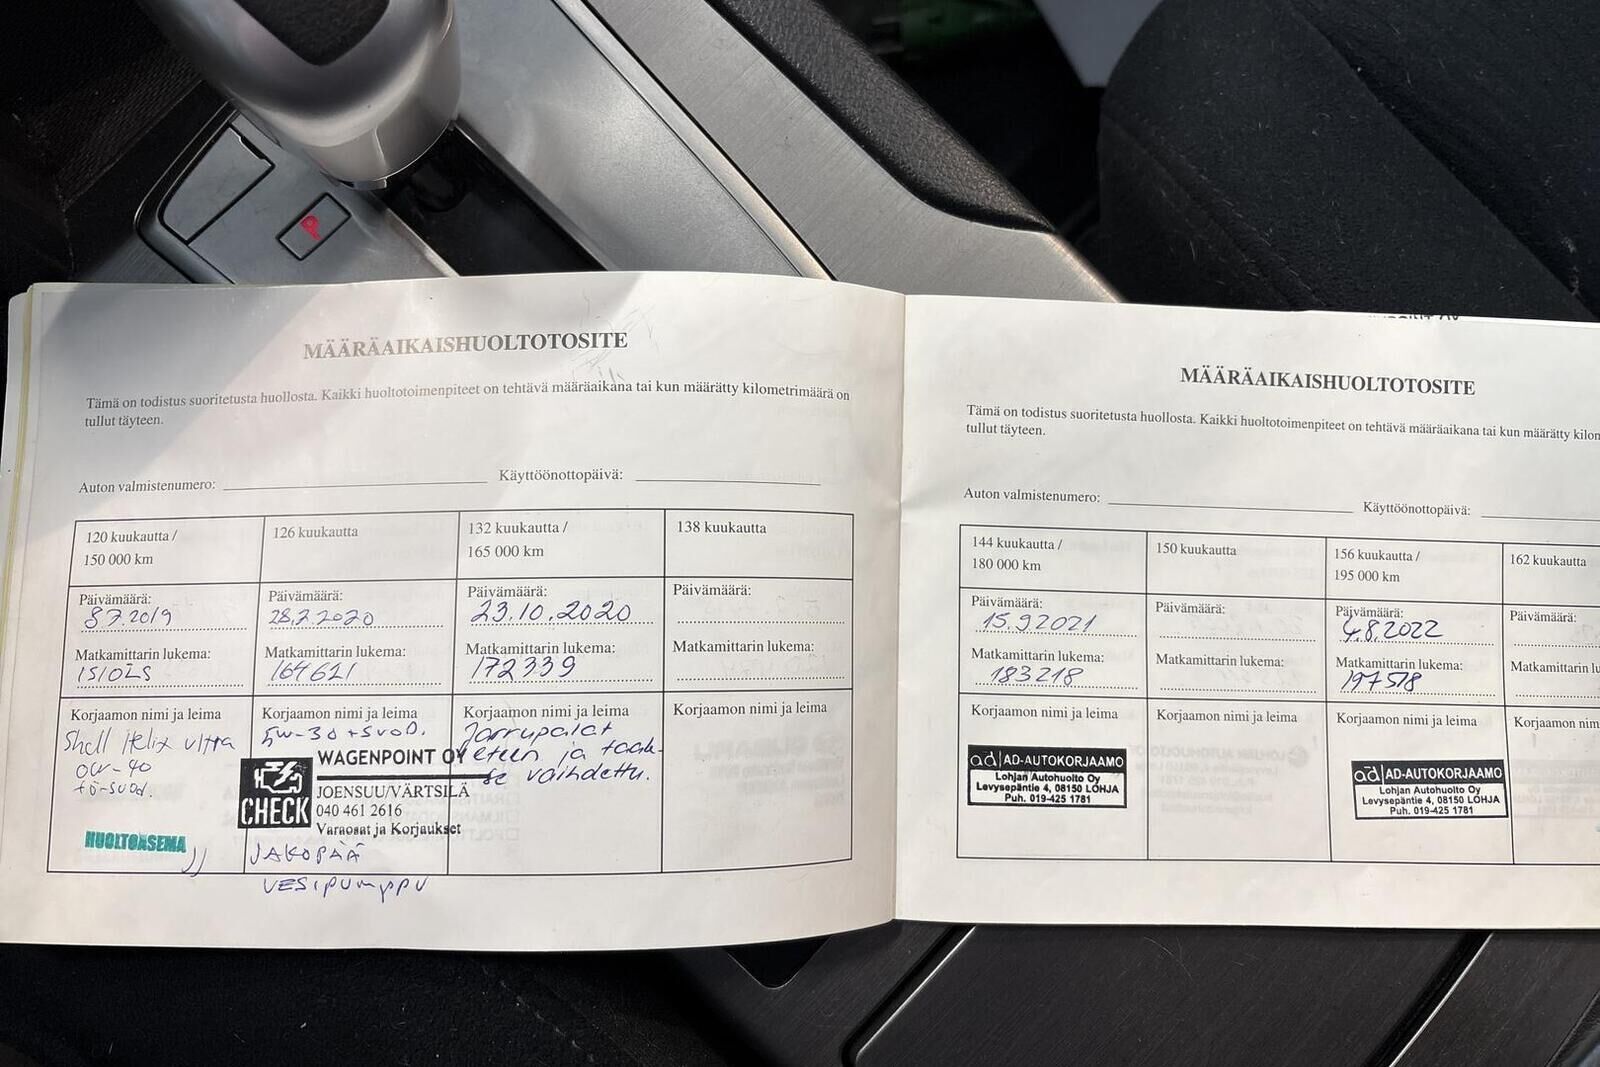 P
MÄÄRÄAIKAISHUOLTOTOSITE
Tämä on todistus suoritetusta huollosta. Kaikki huoltotoimenpiteet on tehtävä määräaikana tai kun määrätty kilometrimäärä on
tullut täyteen.
Auton valmistenumero: Käyttöönottopäivä:
120 kuukautta /
150 000 km
Päivämäärä:
8.7.2019
Matkamittarin lukema:
Korjaamon nimi ja leima
Shell Helix ultra
0W-40
HUOLTOASEMA
126 kuukautta
Päivämäärä:
28.2.2020
Matkamittarin lukema:
164621
Korjaamon nimi ja leima
5W-30 + SUOD.
CHECK
WAGENPOINT OY
JOENSUU/VÄRTSILÄ
040 461 2616
Varaosat ja Korjaukset
JAKOPÄÄ
VESIPUMPPU
132 kuukautta /
165 000 km
Päivämäärä:
23.10.2020
Matkamittarin lukema:
172339
Korjaamon nimi ja leima
Jarrupalat
eteen ja taak-
se vaihdettu.
138 kuukautta
Päivämäärä:
Matkamittarin lukema:
Korjaamon nimi ja leima
MÄÄRÄAIKAISHUOLTOTOSITE
Tämä on todistus suoritetusta huollosta. Kaikki huoltotoimenpiteet on tehtävä määräaikana tai kun määrätty kilom
tullut täyteen.
Auton valmistenumero: Käyttöönottopäivä:
144 kuukautta /
180 000 km
Päivämäärä:
15.9.2021
Matkamittarin lukema:
183218
Korjaamon nimi ja leima
ad AD-AUTOKORJAAMO
Lohjan Autohuolto Oy
Levysepäntie 4, 08150 LOHJA
Puh. 019-425 1781
150 kuukautta
Päivämäärä:
Matkamittarin lukema:
Korjaamon nimi ja leima
156 kuukautta /
195 000 km
Päivämäärä:
4.8.2022
Matkamittarin lukema:
197518
Korjaamon nimi ja leima
ad AD-AUTOKORJAAMO
Lohjan Autohuolto Oy
Levysepäntie 4, 08150 LOHJA
Puh. 019-425 1781
162 kuukautta
Päivämäärä:
Matkamittarin lu
Korjaamon nimi